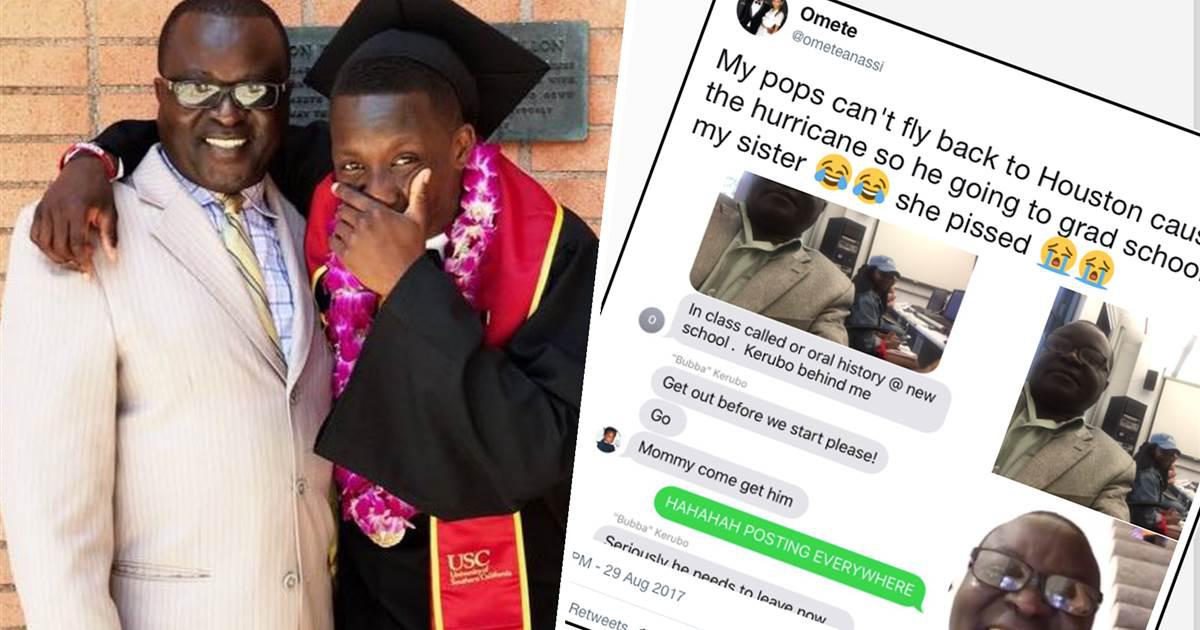 Omete
@ometeanassi
My pops can't fly back to Houston caus
the hurricane so he going to grad school
my sister 😂😂 she pissed 😭😭
O
In class called or oral history @ new
school . Kerubo behind me
"Bubba" Kerubo
Get out before we start please!
Go
Mommy come get him
HAHAHAH POSTING EVERYWHERE
"Bubba" Kerubo
Seriously he needs to leave now
PM - 29 Aug 2017
Retweets
USC
University of
Southern California